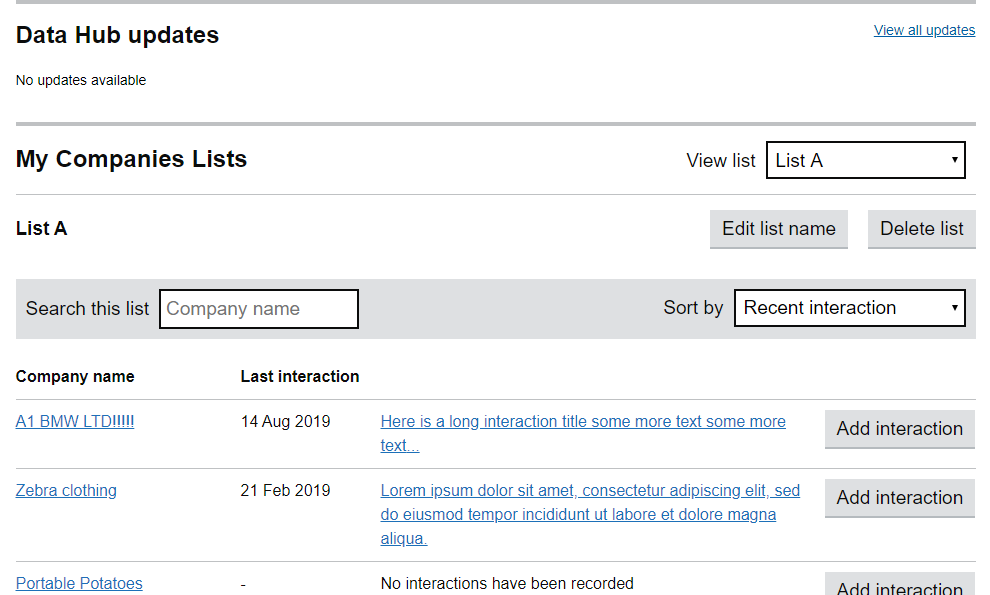 Data Hub updates
View all updates
No updates available
My Companies Lists
View list
List A
List A
Edit list name
Delete list
Search this list
Company name
Sort by
Recent interaction
Company name
Last interaction
A1 BMW LTD!!!!!
14 Aug 2019
Here is a long interaction title some more text some more
text...
Add interaction
Zebra clothing
21 Feb 2019
Lorem ipsum dolor sit amet, consectetur adipiscing elit, sed
do eiusmod tempor incididunt ut labore et dolore magna
aliqua.
Add interaction
Portable Potatoes
-
No interactions have been recorded
Add interaction